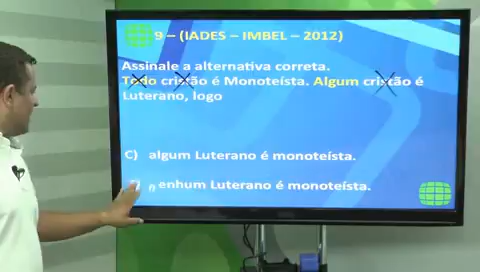 9 – (IADES – IMBEL – 2012)
Assinale a alternativa correta.
Todo cristão é Monoteísta. Algum cristão é
Luterano, logo
C) algum Luterano é monoteísta.
nenhum Luterano é monoteísta.